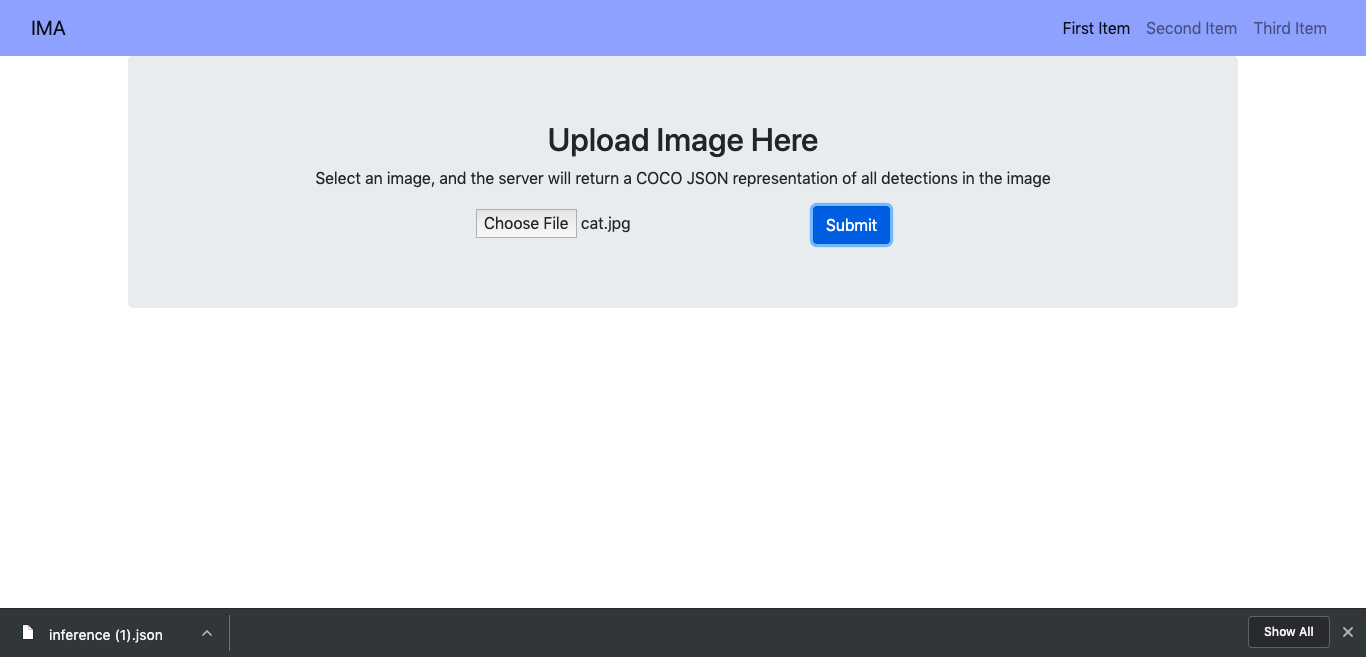 IMA First Item Second Item Third Item
Upload Image Here
Select an image, and the server will return a COCO JSON representation of all detections in the image
Choose File cat.jpg Submit
inference (1).json Show All